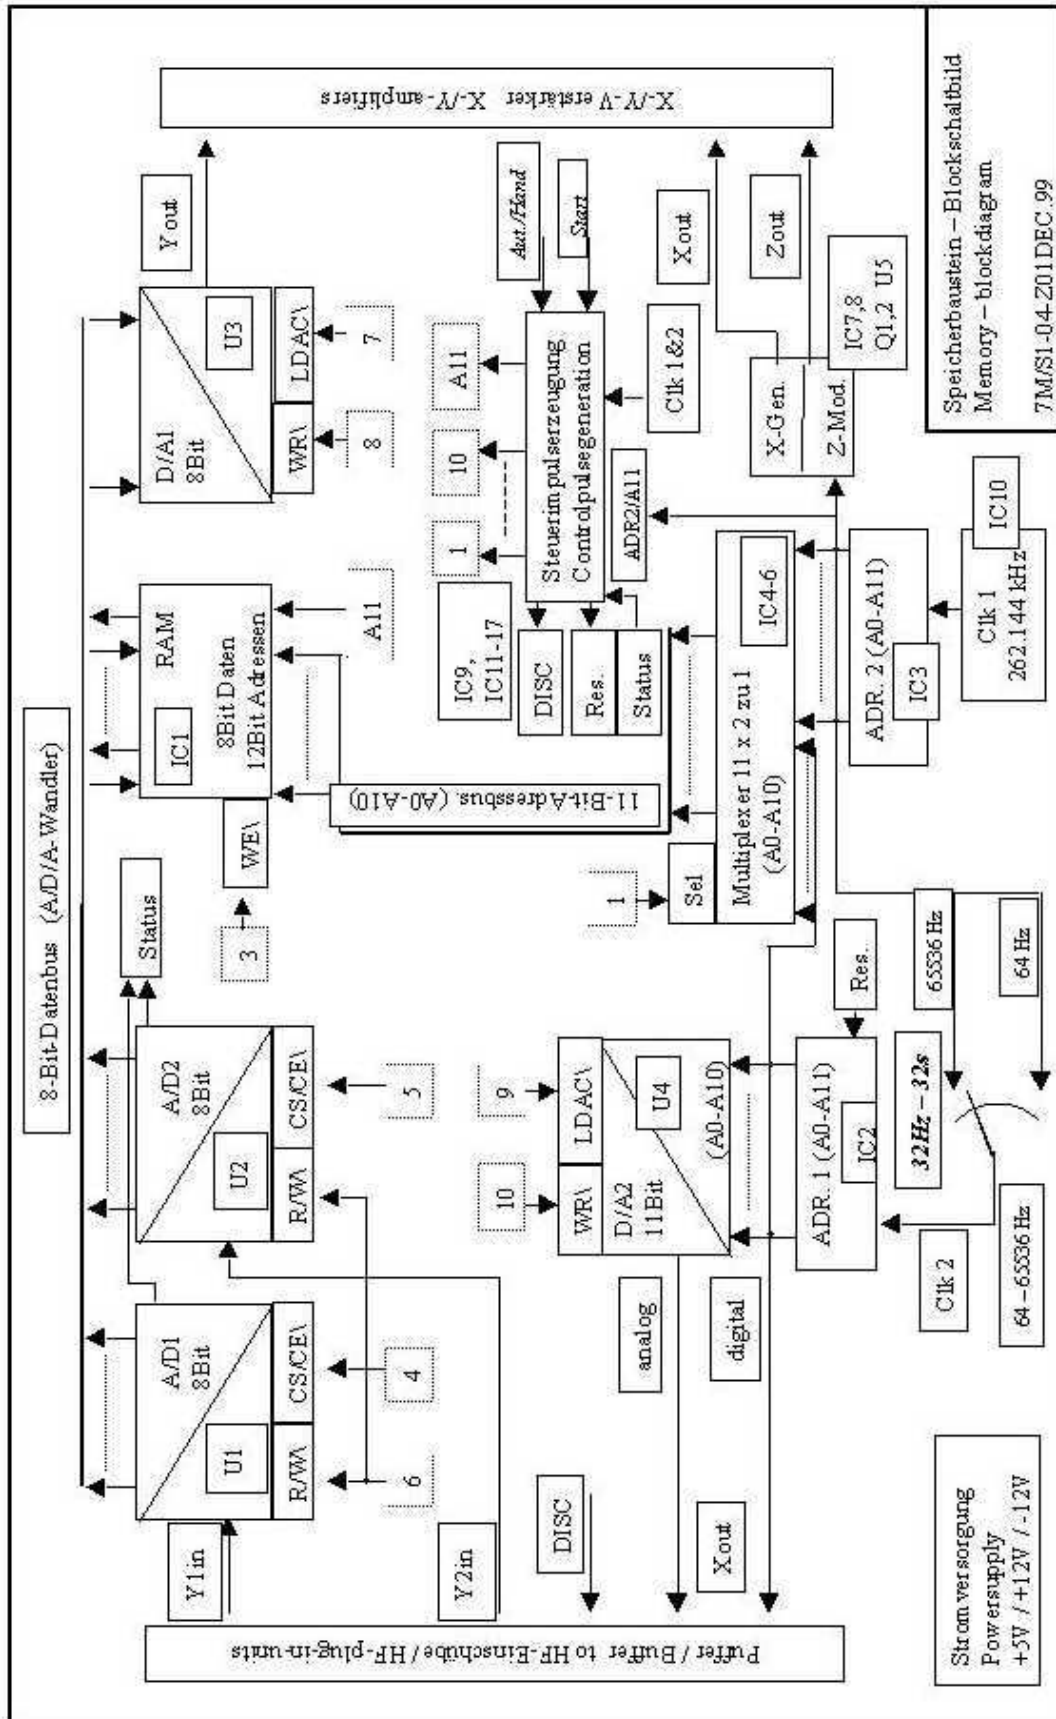 8-Bit-Datenbus (A/D/A-Wandler)
Puffer / Buffer to HF-Einschübe / HF-plug-in-units
Y1in
A/D1
8Bit
U1
R/W\
CS/CE\
6
4
Y2in
A/D2
8Bit
U2
R/W\
CS/CE\
5
Status
3
WE\
RAM
IC1
8Bit Daten
12Bit Adressen
A11
11-Bit-Adressbus. (A0-A10)
D/A1
8Bit
U3
WR\
LDAC\
8
7
Yout
X-/Y-Verstärker X-/Y-amplifiers
DISC
analog
Xout
digital
10
9
WR\
LDAC\
D/A2
11Bit
U4
(A0-A10)
ADR. 1 (A0-A11)
IC2
Res.
1
Sel
Multiplexer 11 x 2 zu 1
(A0-A10)
IC4-6
IC9,
IC11-17
DISC
Res.
Status
1
10
A11
Steuerimpulserzeugung
Controlpulsegeneration
ADR2/A11
Clk 1&2
Aut./Hand
Start
Xout
Zout
X-Gen.
Z-Mod.
IC7,8
Q1,2 U5
ADR. 2 (A0-A11)
IC3
Clk 1
262.144 kHz
IC10
Clk 2
32Hz – 32s
65536 Hz
64 Hz
64 – 65536 Hz
Stromversorgung
Powersupply
+5V / +12V / -12V
Speicherbaustein – Blockschaltbild
Memory – blockdiagram
7M/S1-04-Z01DEC.99